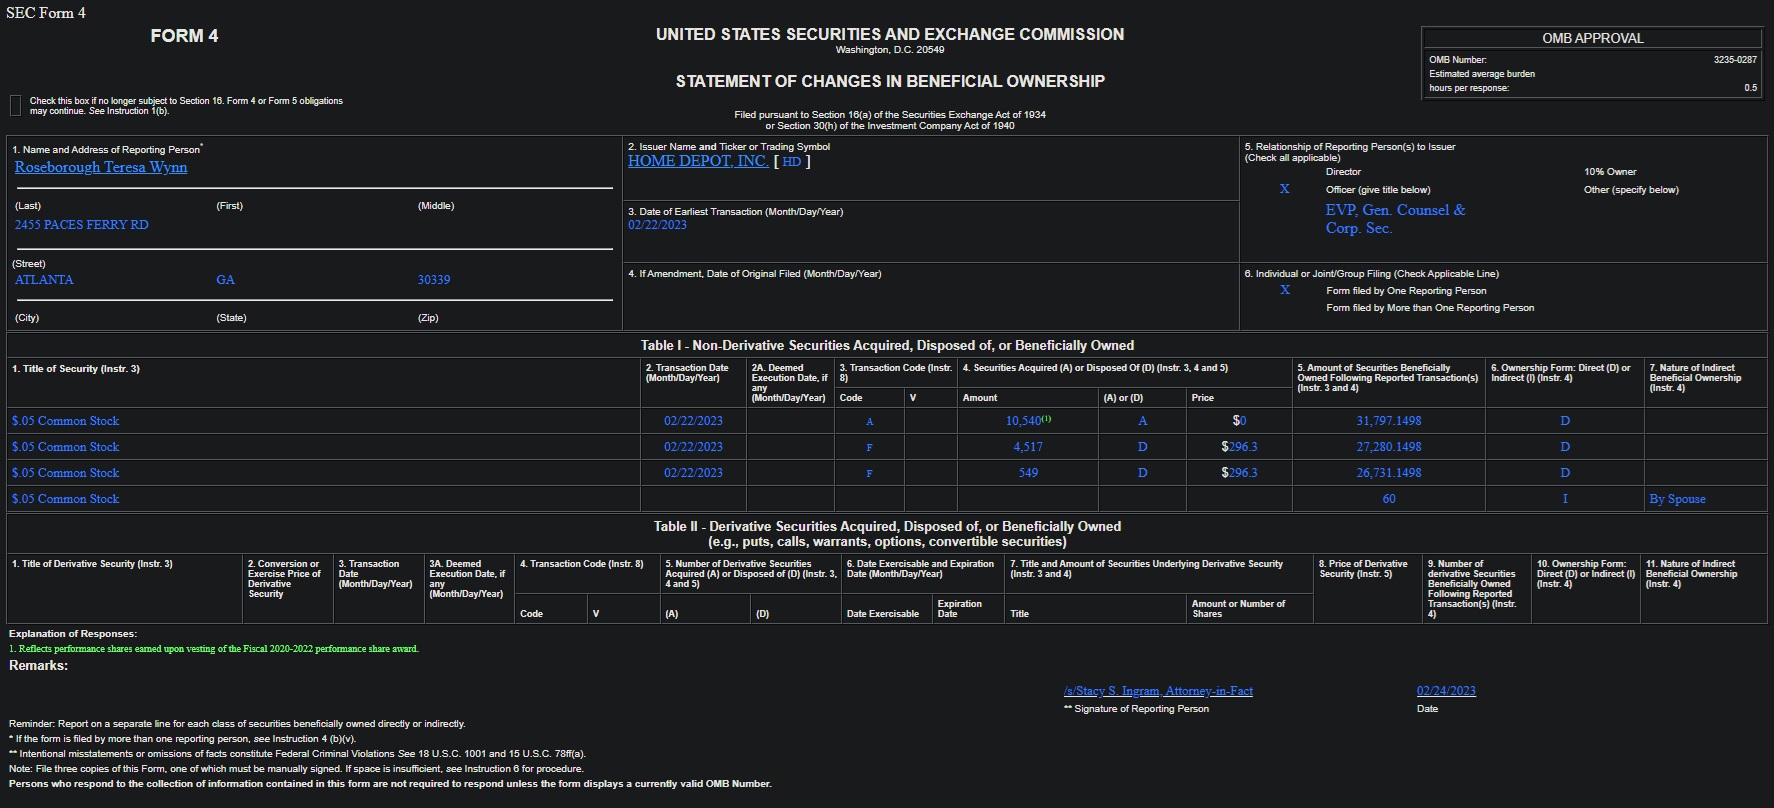 SEC Form 4
FORM 4
UNITED STATES SECURITIES AND EXCHANGE COMMISSION
Washington, D.C. 20549
STATEMENT OF CHANGES IN BENEFICIAL OWNERSHIP
Filed pursuant to Section 16(a) of the Securities Exchange Act of 1934
or Section 30(h) of the Investment Company Act of 1940
OMB APPROVAL
OMB Number: 3235-0287
Estimated average burden
hours per response: 0.5
Check this box if no longer subject to Section 16. Form 4 or Form 5 obligations
may continue. See Instruction 1(b).
1. Name and Address of Reporting Person*
Roseborough Teresa Wynn
(Last) (First) (Middle)
2455 PACES FERRY RD
(Street)
ATLANTA GA 30339
(City) (State) (Zip)
2. Issuer Name and Ticker or Trading Symbol
HOME DEPOT, INC. [ HD ]
3. Date of Earliest Transaction (Month/Day/Year)
02/22/2023
4. If Amendment, Date of Original Filed (Month/Day/Year)
5. Relationship of Reporting Person(s) to Issuer
(Check all applicable)
Director 10% Owner
X Officer (give title below) Other (specify below)
EVP, Gen. Counsel &
Corp. Sec.
6. Individual or Joint/Group Filing (Check Applicable Line)
X Form filed by One Reporting Person
Form filed by More than One Reporting Person
Table I - Non-Derivative Securities Acquired, Disposed of, or Beneficially Owned
1. Title of Security (Instr. 3)
2. Transaction Date
(Month/Day/Year)
2A. Deemed
Execution Date, if
any
(Month/Day/Year)
3. Transaction Code (Instr.
8)
4. Securities Acquired (A) or Disposed Of (D) (Instr. 3, 4 and 5)
5. Amount of Securities Beneficially
Owned Following Reported Transaction(s)
(Instr. 3 and 4)
6. Ownership Form: Direct (D) or
Indirect (I) (Instr. 4)
7. Nature of Indirect
Beneficial Ownership
(Instr. 4)
Code V Amount (A) or (D) Price
$.05 Common Stock 02/22/2023 A 10,540(1) A $0 31,797.1498 D
$.05 Common Stock 02/22/2023 F 4,517 D $296.3 27,280.1498 D
$.05 Common Stock 02/22/2023 F 549 D $296.3 26,731.1498 D
$.05 Common Stock 60 I By Spouse
Table II - Derivative Securities Acquired, Disposed of, or Beneficially Owned
(e.g., puts, calls, warrants, options, convertible securities)
1. Title of Derivative Security (Instr. 3)
2. Conversion or
Exercise Price of
Derivative
Security
3. Transaction
Date
(Month/Day/Year)
3A. Deemed
Execution Date, if
any
(Month/Day/Year)
4. Transaction Code (Instr. 8)
5. Number of Derivative Securities
Acquired (A) or Disposed of (D) (Instr. 3,
4 and 5)
6. Date Exercisable and Expiration
Date (Month/Day/Year)
7. Title and Amount of Securities Underlying Derivative Security
(Instr. 3 and 4)
8. Price of Derivative
Security (Instr. 5)
9. Number of
derivative Securities
Beneficially Owned
Following Reported
Transaction(s) (Instr.
4)
10. Ownership Form:
Direct (D) or Indirect (I)
(Instr. 4)
11. Nature of Indirect
Beneficial Ownership
(Instr. 4)
Code V (A) (D) Date Exercisable
Expiration
Date
Title
Amount or Number of
Shares
Explanation of Responses:
1. Reflects performance shares earned upon vesting of the Fiscal 2020-2022 performance share award.
Remarks:
/s/Stacy S. Ingram, Attorney-in-Fact 02/24/2023
** Signature of Reporting Person Date
Reminder: Report on a separate line for each class of securities beneficially owned directly or indirectly.
* If the form is filed by more than one reporting person, see Instruction 4 (b)(v).
** Intentional misstatements or omissions of facts constitute Federal Criminal Violations See 18 U.S.C. 1001 and 15 U.S.C. 78ff(a).
Note: File three copies of this Form, one of which must be manually signed. If space is insufficient, see Instruction 6 for procedure.
Persons who respond to the collection of information contained in this form are not required to respond unless the form displays a currently valid OMB Number.